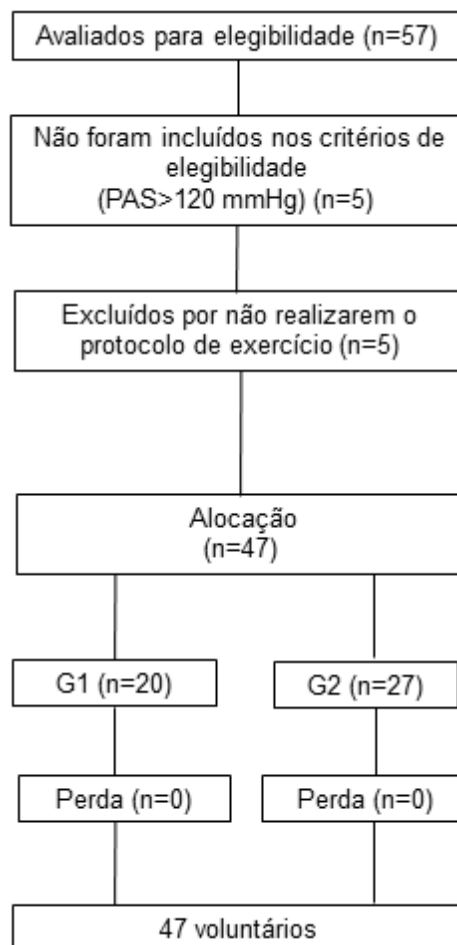 Avaliados para elegibilidade (n=57)
Não foram incluídos nos critérios de
elegibilidade
(PAS>120 mmHg) (n=5)
Excluídos por não realizarem o
protocolo de exercício (n=5)
Alocação
(n=47)
G1 (n=20)
G2 (n=27)
Perda (n=0)
Perda (n=0)
47 voluntários